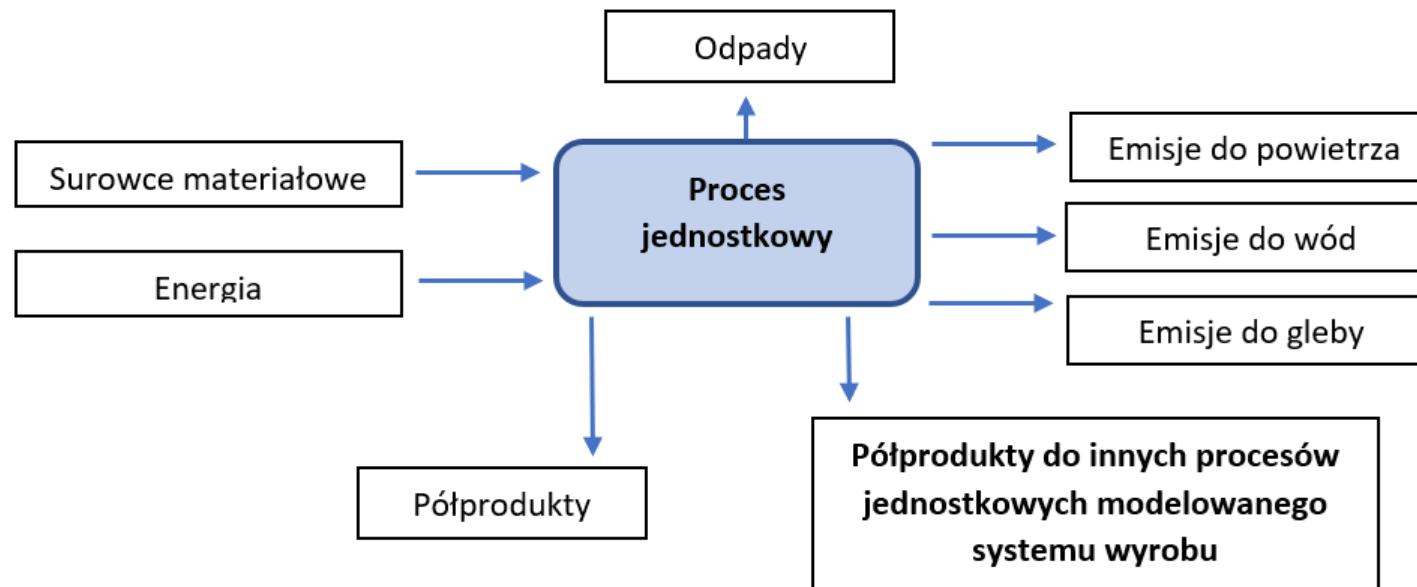 Odpady
Surowce materiałowe
Energia
Proces
jednostkowy
Emisje do powietrza
Emisje do wód
Emisje do gleby
Półprodukty
Półprodukty do innych procesów
jednostkowych modelowanego
systemu wyrobu